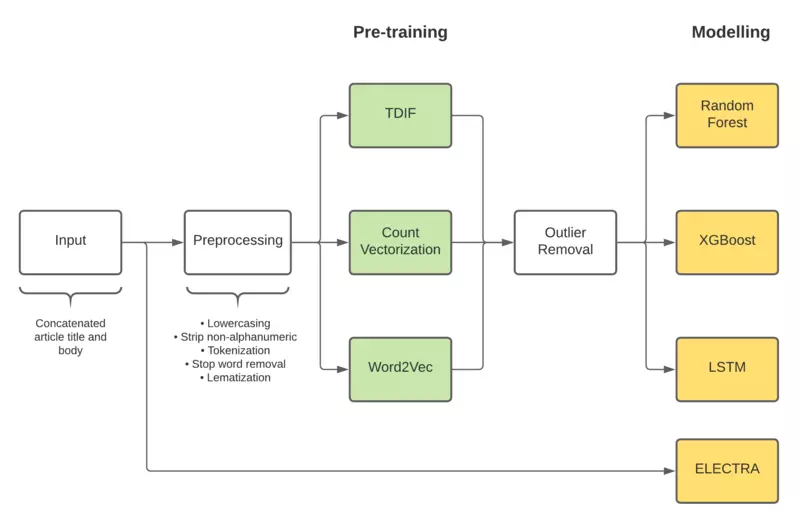 Pre-training
Modelling
TDIF
Random
Forest
Input
Preprocessing
Count
Vectorization
Outlier
Removal
XGBoost
Concatenated
article title and
body
• Lowercasing
• Strip non-alphanumeric
• Tokenization
• Stop word removal
• Lematization
Word2Vec
LSTM
ELECTRA